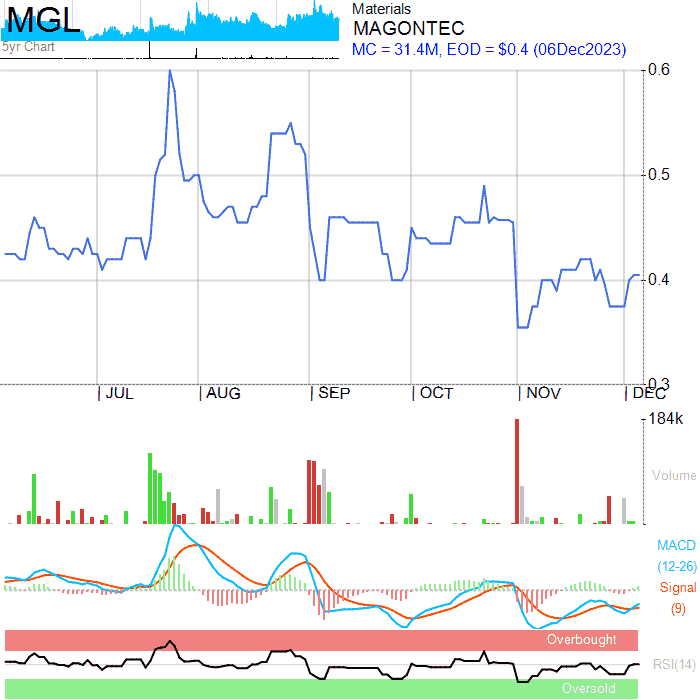 MGL
5yr Chart
Materials
MAGONTEC
MC = 31.4M, EOD = $0.4 (06Dec2023)
0.6
0.5
0.4
0.3
JUL
AUG
SEP
OCT
NOV
DEC
184k
Volume
MACD
(12-26)
Signal
(9)
Overbought
RSI(14)
Oversold